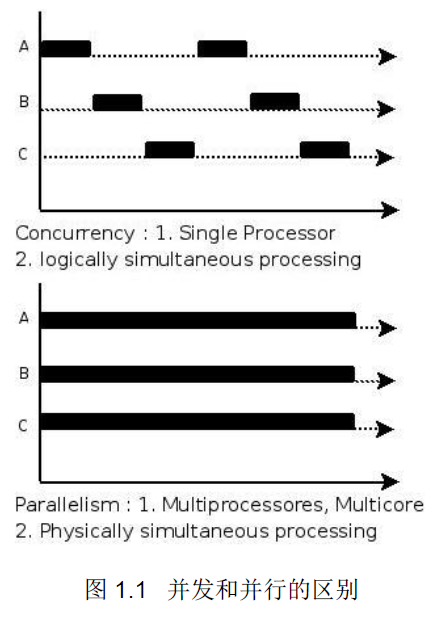 A
B
C
Concurrency : 1. Single Processor
2. logically simultaneous processing
A
B
C
Parallelism : 1. Multiprocessores, Multicore
2. Physically simultaneous processing
图 1.1 并发和并行的区别